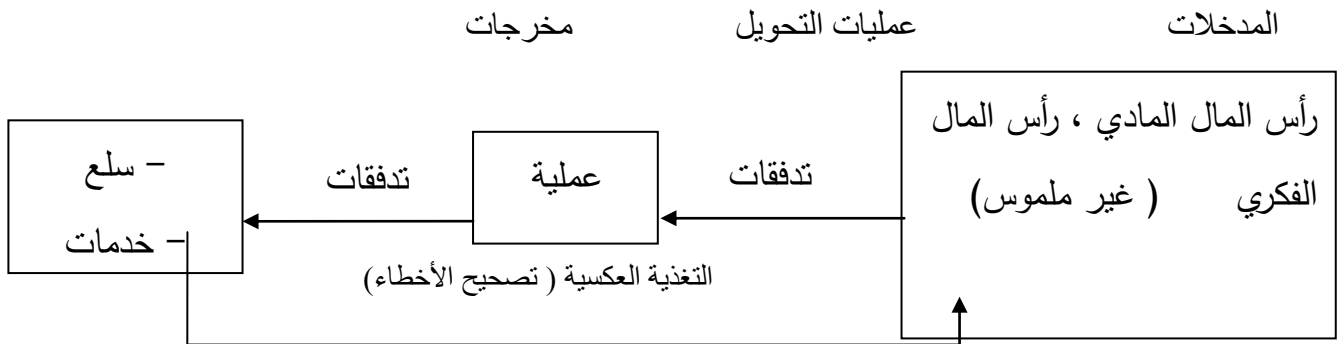 المدخلات عمليات التحويل مخرجات
رأس المال المادي ، رأس المال
الفكري ( غير ملموس)
تدفقات
عملية
تدفقات
– سلع
– خدمات
التغذية العكسية ( تصحيح الأخطاء)